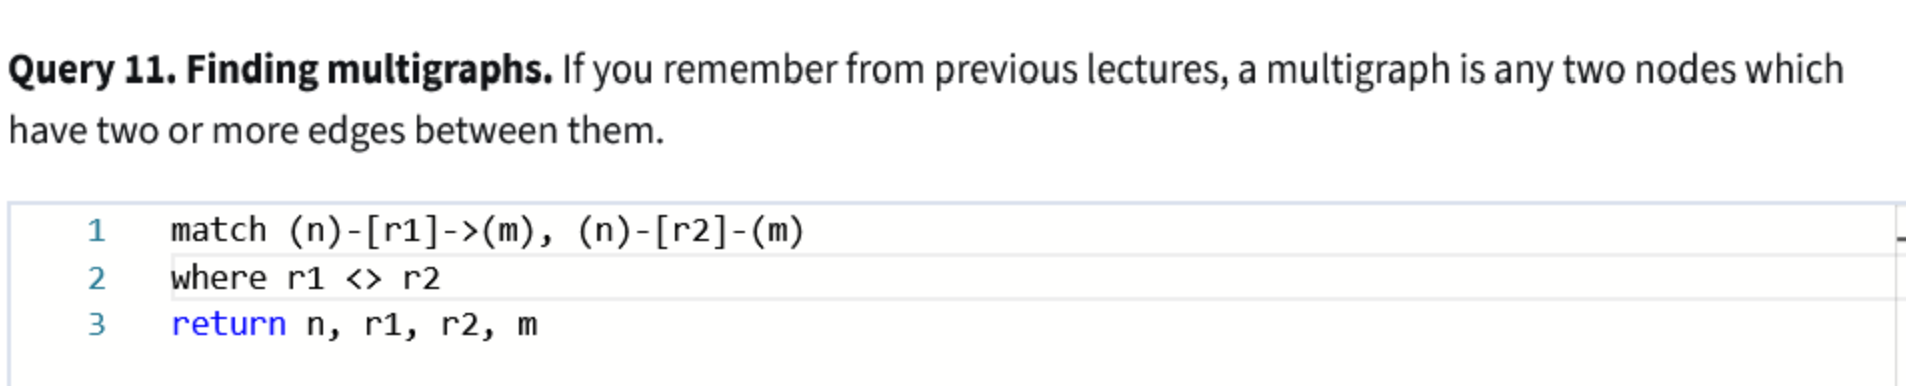 Query 11. Finding multigraphs. If you remember from previous lectures, a multigraph is any two nodes which
have two or more edges between them.
1 match (n)-[r1]->(m), (n)-[r2]-(m)
2 where r1 <> r2
3 return n, r1, r2, m